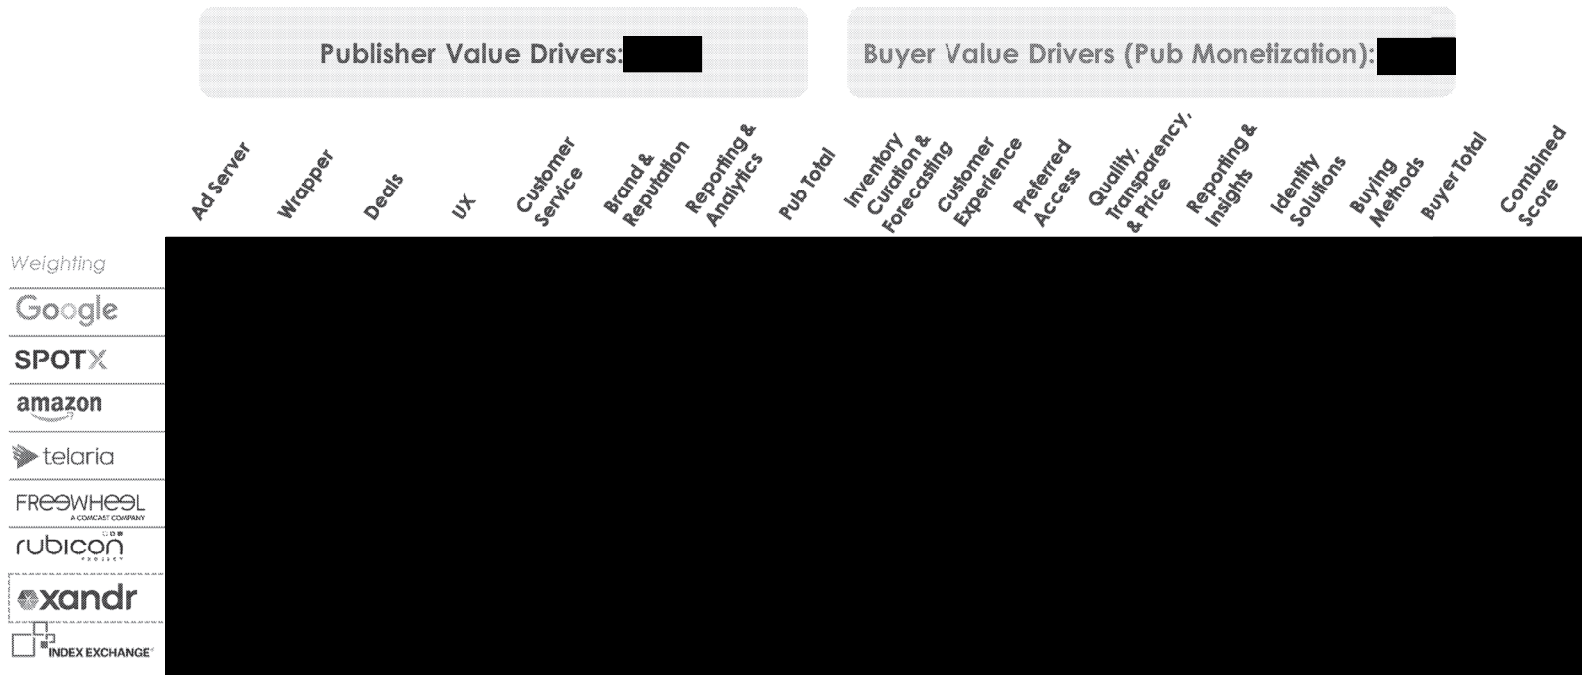 Publisher Value Drivers:
Buyer Value Drivers (Pub Monetization):
Ad Server
Wrapper
Deals
UX
Customer
Service
Brand &
Reputation
Reporting &
Analytics
Pub Total
Inventory
Curation &
Forecasting
Customer
Experience
Preferred
Access
Quality,
Transparency,
& Price
Reporting &
Insights
Identity
Solutions
Buying
Methods
Buyer Total
Combined
Score
Weighting
Google
SPOTX
amazon
telaria
FREEWHEEL
A COMCAST COMPANY
rubicon
PROJECT
xandr
INDEX EXCHANGE